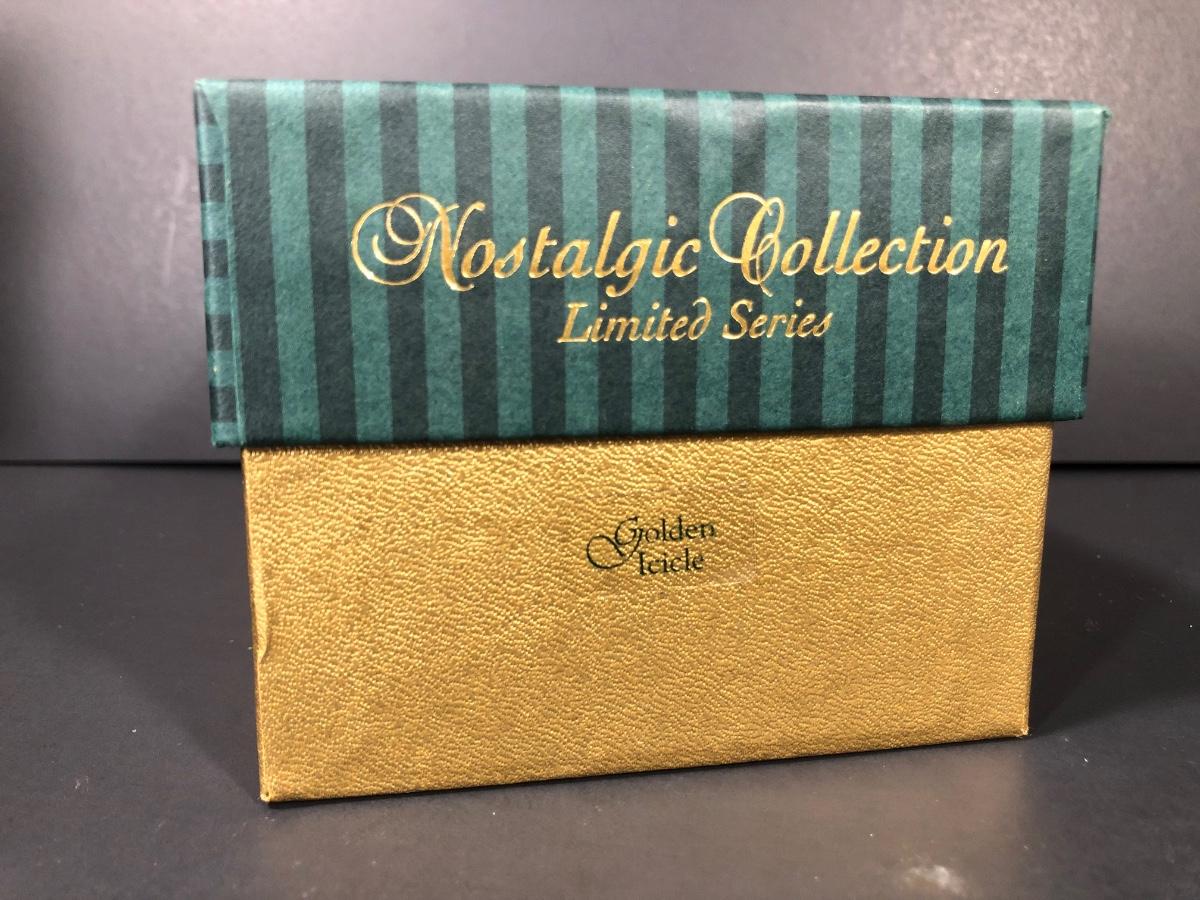 Nostalgic Collection
Limited Series
Golden
Icicle